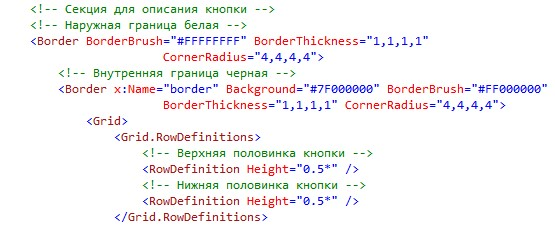 <!-- Секция для описания кнопки -->
<!-- Наружная граница белая -->
<Border BorderBrush="#FFFFFFFF" BorderThickness="1,1,1,1"
CornerRadius="4,4,4,4">
<!-- Внутренняя граница черная -->
<Border x:Name="border" Background="#7F000000" BorderBrush="#FF000000"
BorderThickness="1,1,1,1" CornerRadius="4,4,4,4">
<Grid>
<Grid.RowDefinitions>
<!-- Верхняя половинка кнопки -->
<RowDefinition Height="0.5*" />
<!-- Нижняя половинка кнопки -->
<RowDefinition Height="0.5*" />
</Grid.RowDefinitions>